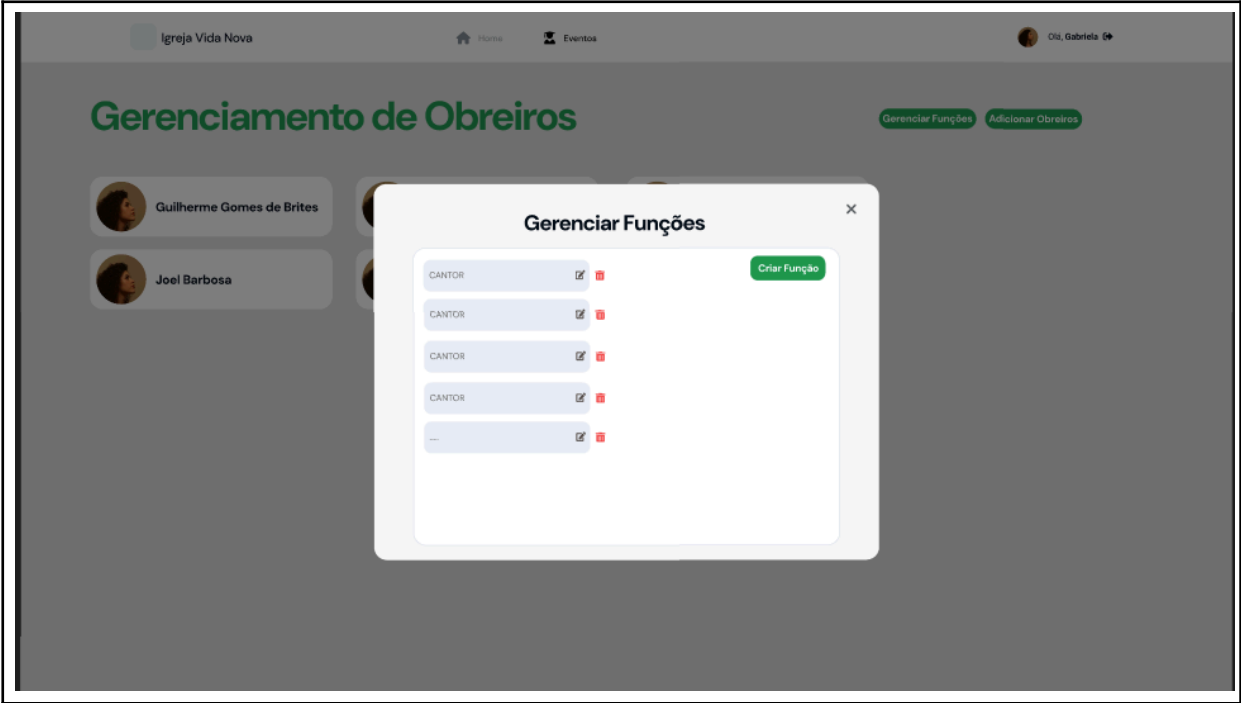 Igreja Vida Nova
Home
Eventos
Olá, Gabriela
Gerenciamento de Obreiros
Gerenciar Funções
Adicionar Obreiros
Guilherme Gomes de Brites
Joel Barbosa
Gerenciar Funções
×
Criar Função
CANTOR
CANTOR
CANTOR
CANTOR
...